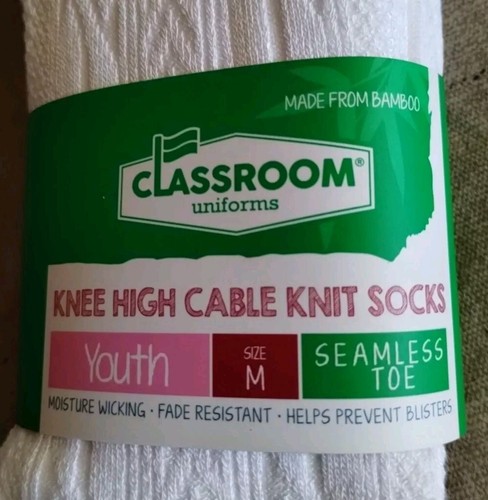 MADE FROM BAMBOO
CLASSROOM®
uniforms
KNEE HIGH CABLE KNIT SOCKS
Youth
SIZE
M
SEAMLESS
TOE
MOISTURE WICKING · FADE RESISTANT · HELPS PREVENT BLISTERS